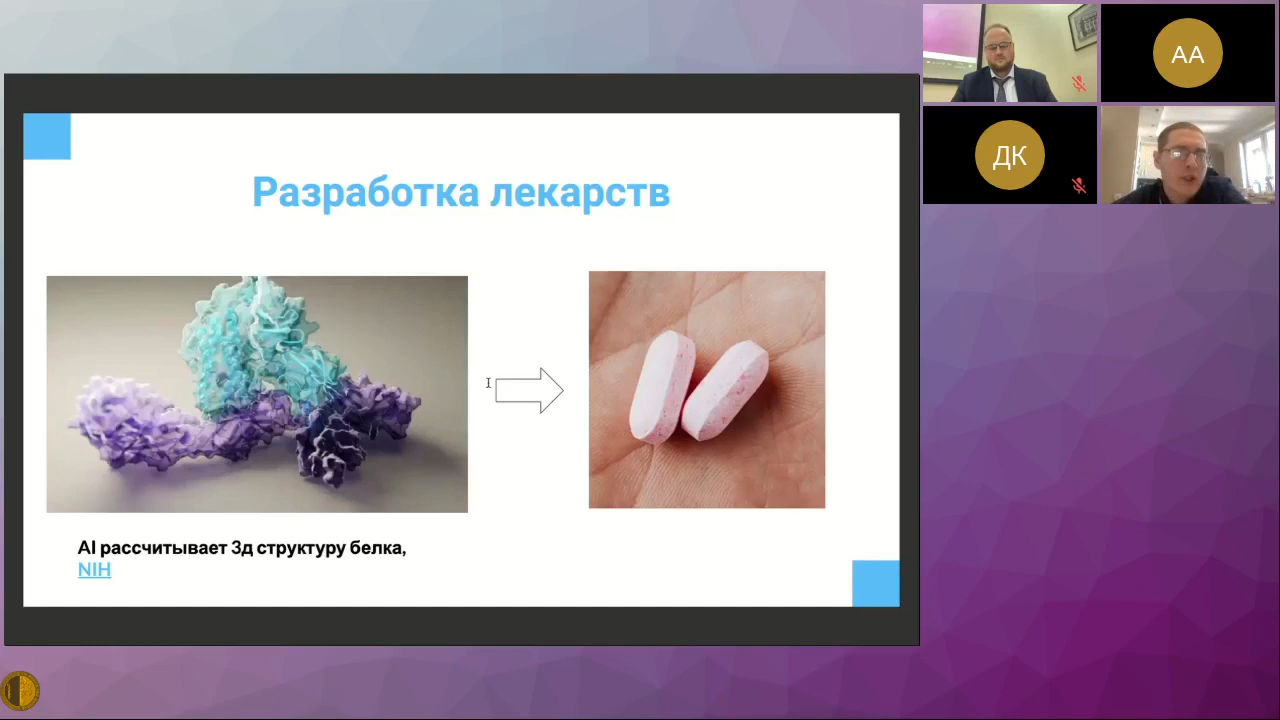 Разработка лекарств
AI рассчитывает 3д структуру белка,
NIH
АА
ДК